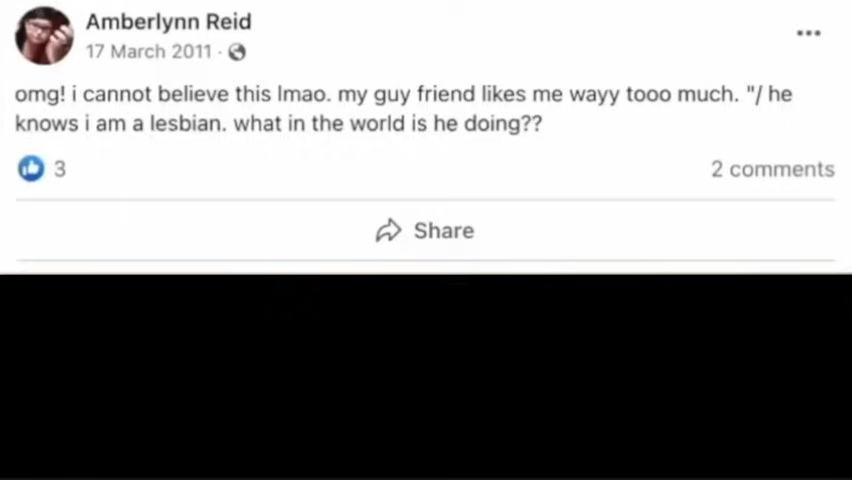 Amberlynn Reid
17 March 2011 ·
omg! i cannot believe this lmao. my guy friend likes me wayy tooo much. "/ he
knows i am a lesbian. what in the world is he doing??
3
2 comments
Share